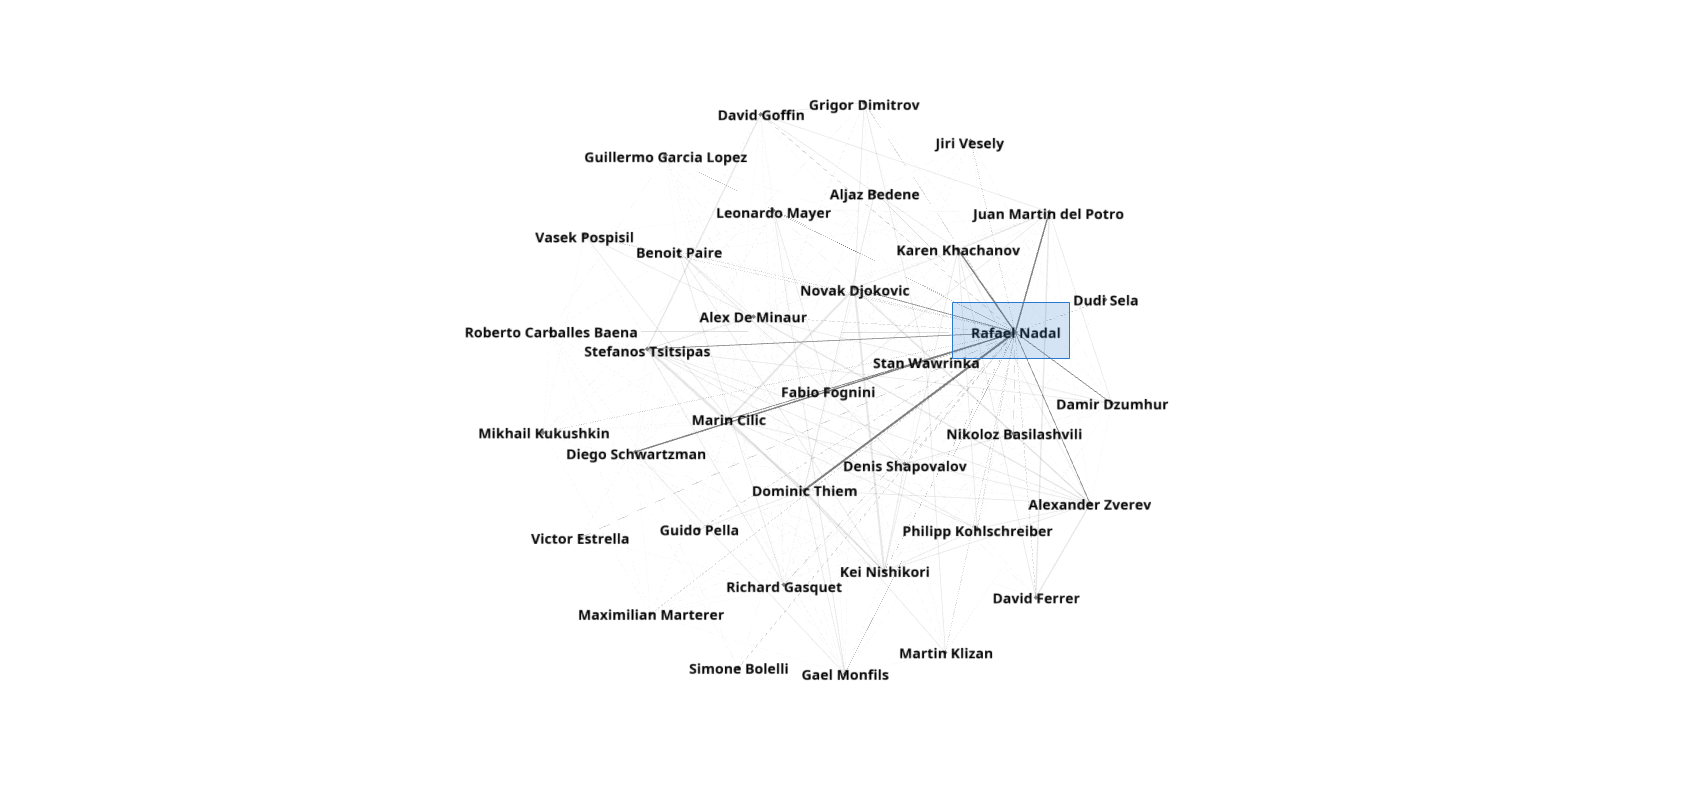 Grigor Dimitrov
David Goffin
Jiri Vesely
Guillermo Garcia Lopez
Aljaz Bedene
Leonardo Mayer
Juan Martin del Potro
Vasek Pospisil
Benoit Paire
Karen Khachanov
Novak Djokovic
Dudi Sela
Alex De Minaur
Roberto Carballes Baena
Rafael Nadal
Stefanos Tsitsipas
Stan Wawrinka
Fabio Fognini
Damir Dzumhur
Marin Cilic
Mikhail Kukushkin
Nikoloz Basilashvili
Diego Schwartzman
Denis Shapovalov
Dominic Thiem
Alexander Zverev
Guido Pella
Philipp Kohlschreiber
Victor Estrella
Kei Nishikori
Richard Gasquet
David Ferrer
Maximilian Marterer
Martin Klizan
Simone Bolelli
Gael Monfils